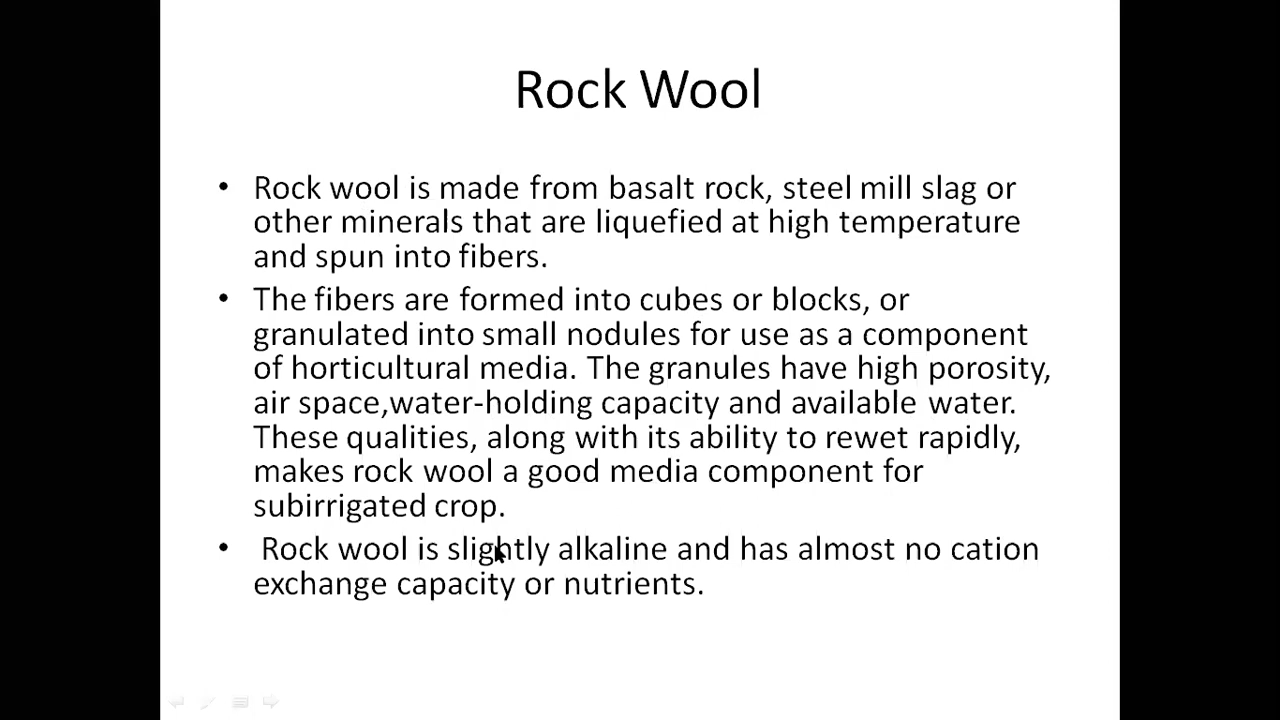 Rock Wool
• Rock wool is made from basalt rock, steel mill slag or
other minerals that are liquefied at high temperature
and spun into fibers.
• The fibers are formed into cubes or blocks, or
granulated into small nodules for use as a component
of horticultural media. The granules have high porosity,
air space,water-holding capacity and available water.
These qualities, along with its ability to rewet rapidly,
makes rock wool a good media component for
subirrigated crop.
• Rock wool is slightly alkaline and has almost no cation
exchange capacity or nutrients.